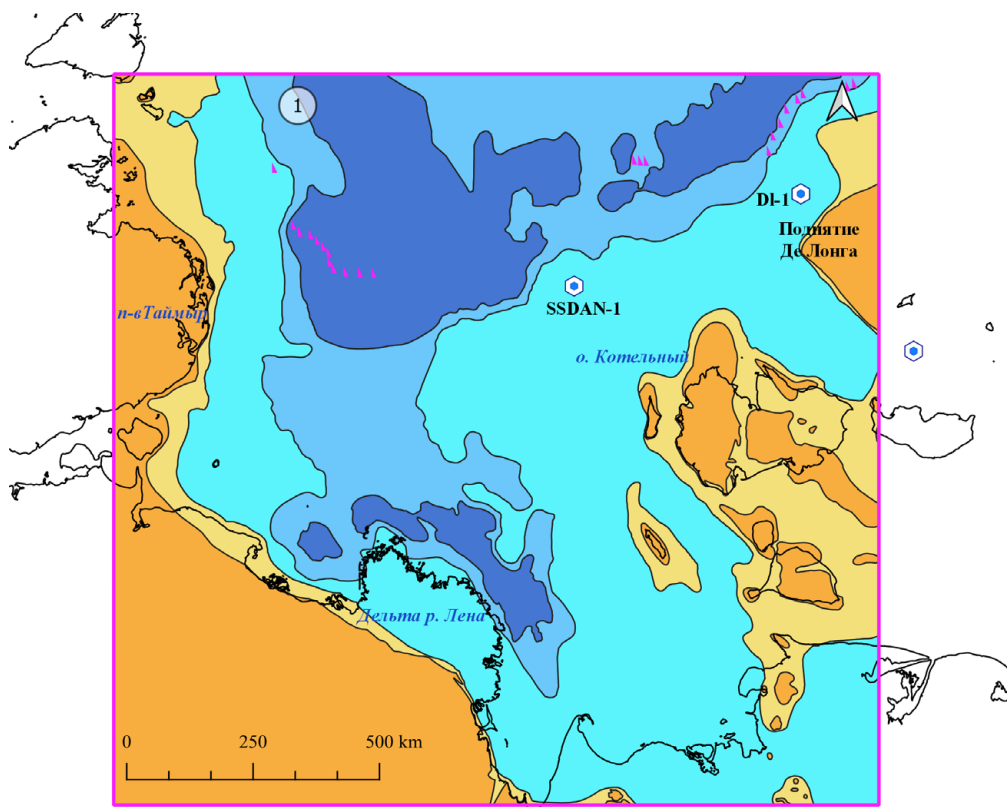 1
Dl-1
Поднятие
Де Лонга
п-вТаймыр
SSDAN-1
о. Котельный
Дельта р. Лена
0 250 500 km